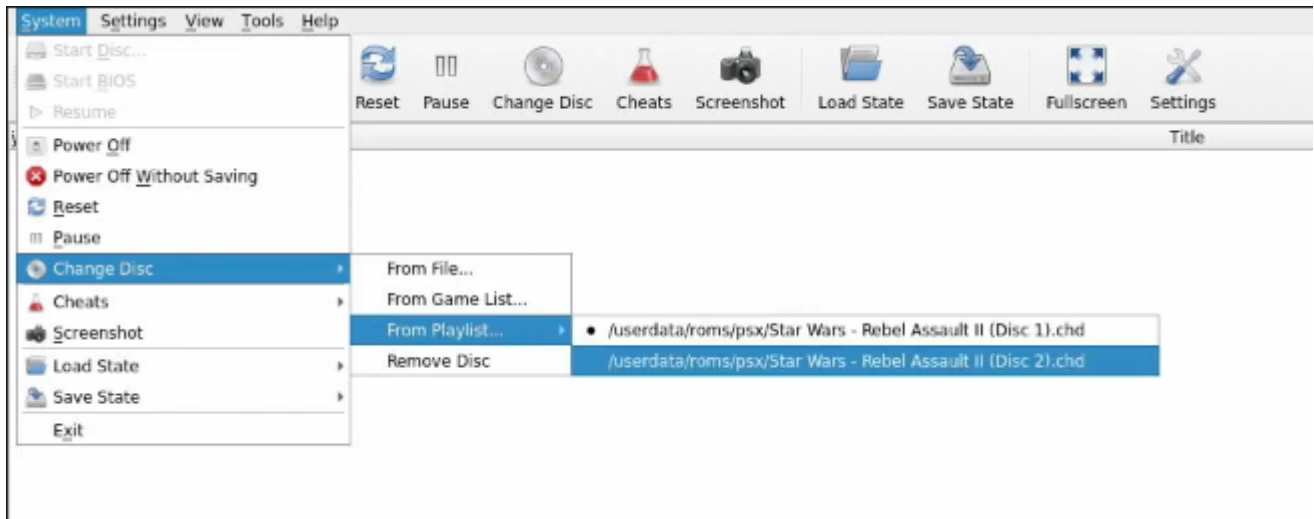 System Settings View Tools Help
Start Disc...
Start BIOS
Resume
Reset Pause Change Disc Cheats Screenshot Load State Save State Fullscreen Settings
Title
Power Off
Power Off Without Saving
Reset
Pause
Change Disc
Cheats
Screenshot
Load State
Save State
Exit
From File...
From Game List...
From Playlist...
Remove Disc
/userdata/roms/psx/Star Wars - Rebel Assault II (Disc 1).chd
/userdata/roms/psx/Star Wars - Rebel Assault II (Disc 2).chd